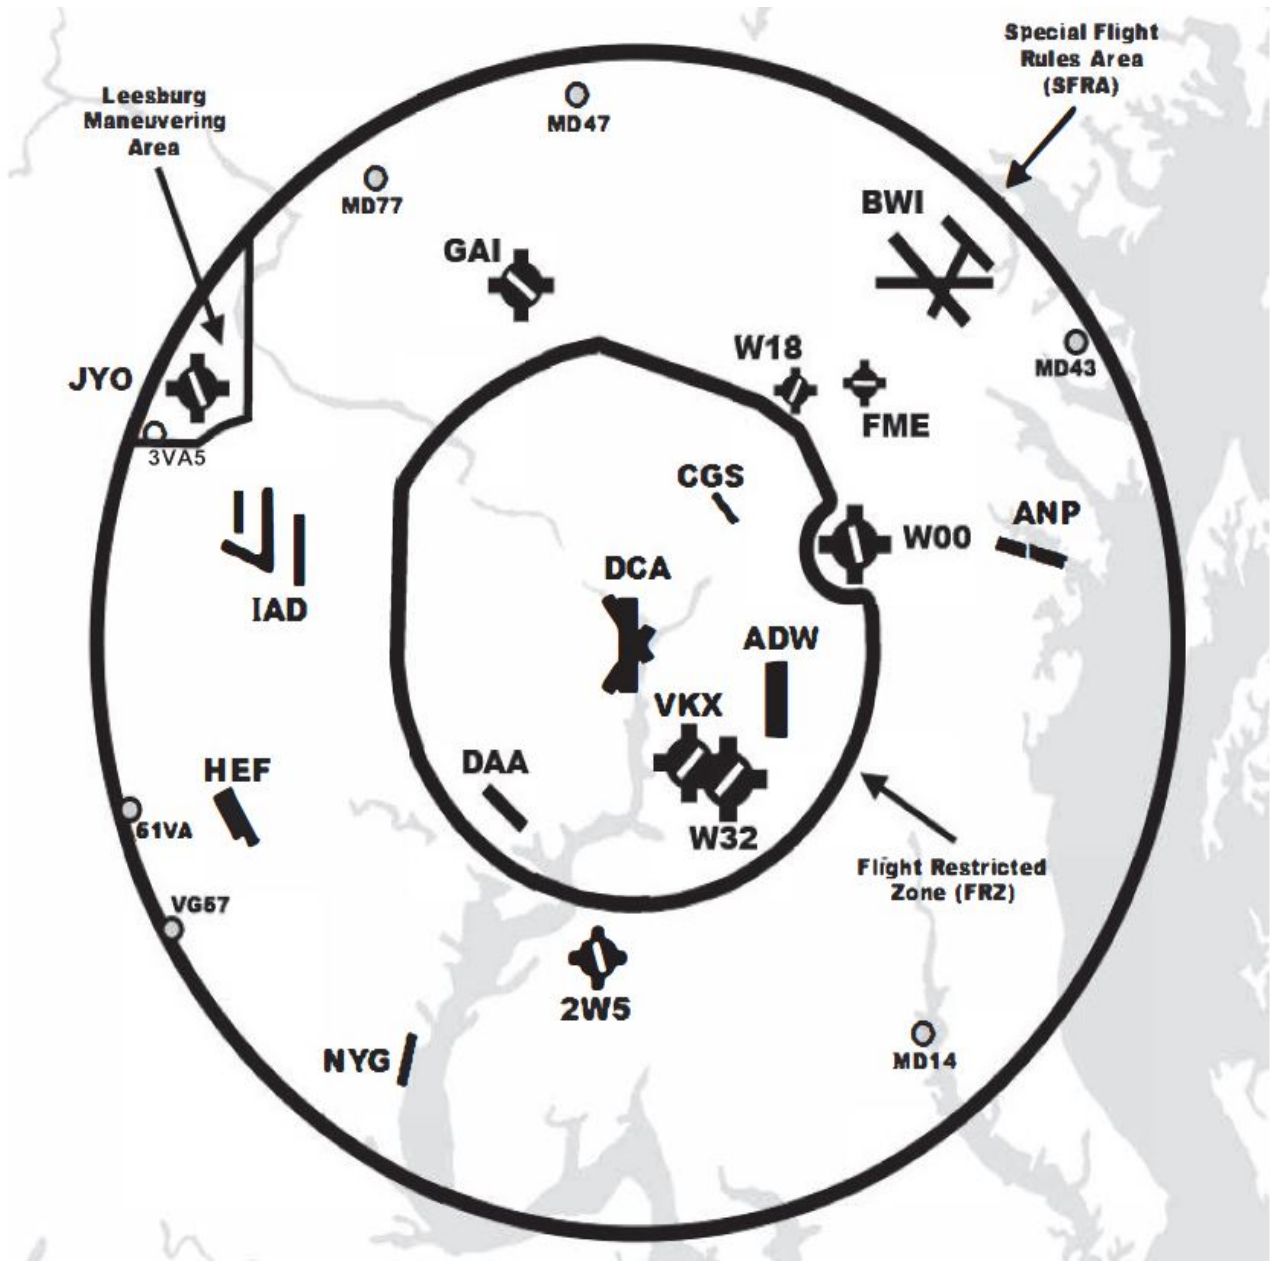 Special Flight
Rules Area
(SFRA)
Leesburg
Maneuvering
Area
MD47
MD77
BWI
GAI
W18
MD43
JYO
FME
3VA5
CGS
ANP
W00
DCA
IAD
ADW
VKX
HEF
DAA
61VA
W32
Flight Restricted
Zone (FRZ)
VG57
2W5
NYG
MD14